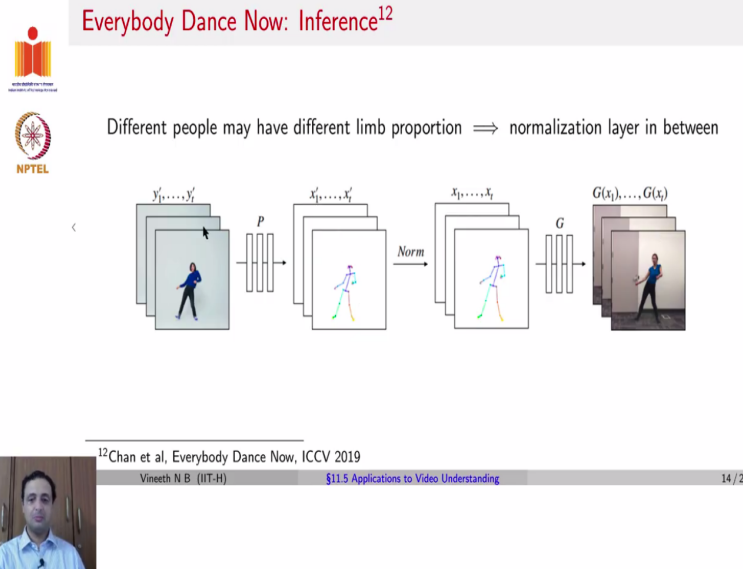 Everybody Dance Now: Inference¹²
Different people may have different limb proportion ⟹ normalization layer in between
NPTEL
y′₁, . . . , y′ₜ
x′₁, . . . , x′ₜ
x₁, . . . , xₜ
G(x₁), . . . , G(xₜ)
P
Norm
G
¹²Chan et al, Everybody Dance Now, ICCV 2019
Vineeth N B (IIT-H)
§11.5 Applications to Video Understanding
14 / 2